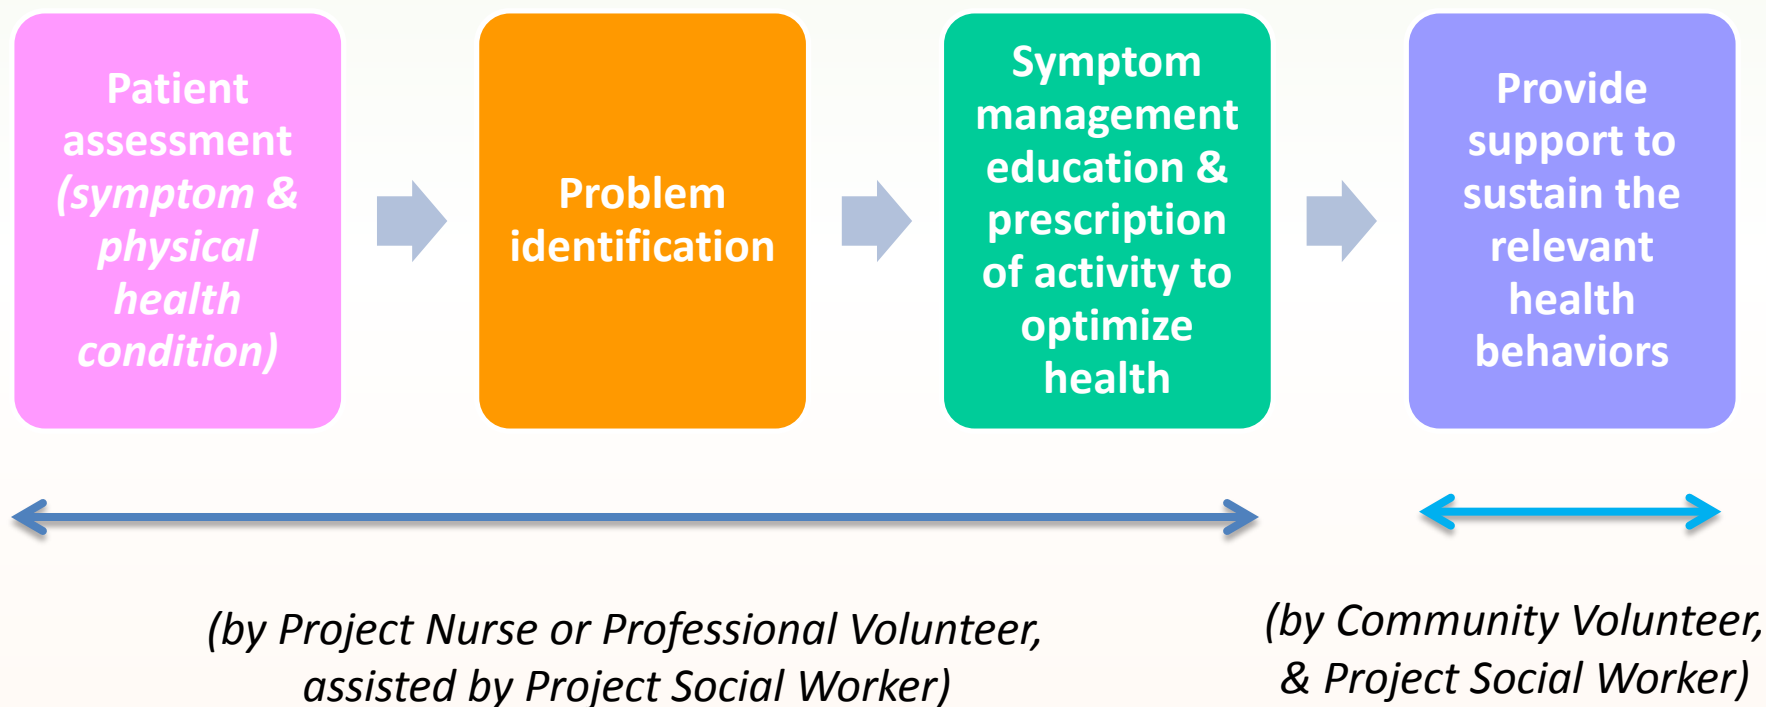 Patient
assessment
(symptom &
physical
health
condition)
Problem
identification
Symptom
management
education &
prescription
of activity to
optimize
health
Provide
support to
sustain the
relevant
health
behaviors
(by Project Nurse or Professional Volunteer,
assisted by Project Social Worker)
(by Community Volunteer,
& Project Social Worker)